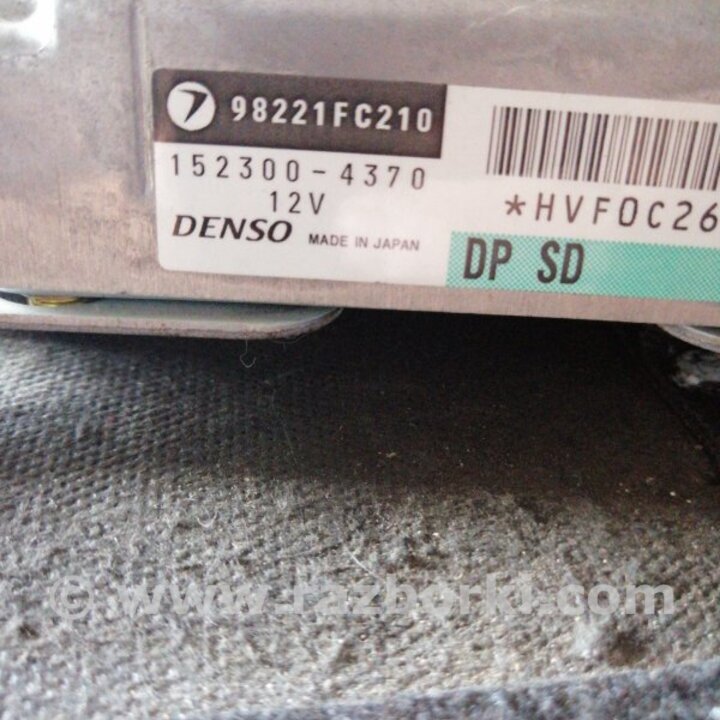 98221FC210
152300-4370
12V
DENSO MADE IN JAPAN
*HVF0C26
DP SD
© www.razborki.com